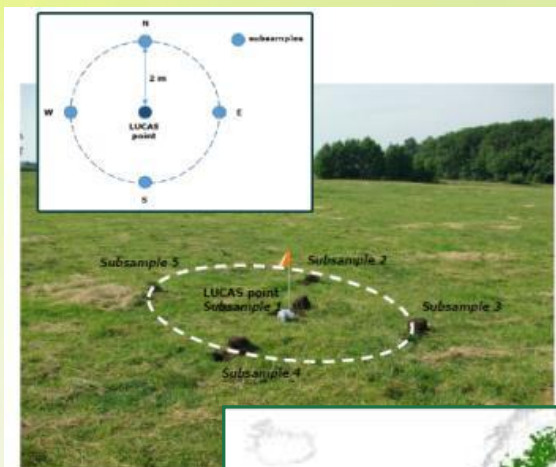 N
subsamples
2 m
W
E
LUCAS
point
S
Subsample 5
Subsample 2
LUCAS point
Subsample 1
Subsample 3
Subsample 4